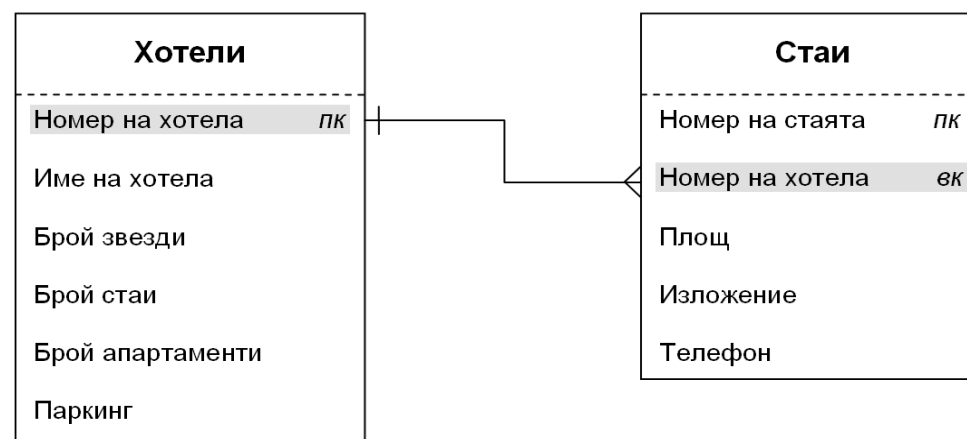 Хотели
Номер на хотела пк
Име на хотела
Брой звезди
Брой стаи
Брой апартаменти
Паркинг
Стаи
Номер на стаята пк
Номер на хотела вк
Площ
Изложение
Телефон